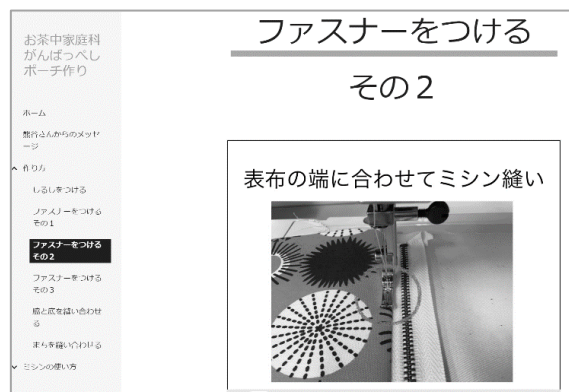 お茶中家庭科
がんばっぺし
ポーチ作り
ホーム
熊谷さんからのメッセ
ージ
作り方
しるしをつける
ファスナーをつける
その1
ファスナーをつける
その2
ファスナーをつける
その3
脇と底を縫い合わせ
る
まちを縫い合わせる
ミシンの使い方
ファスナーをつける
その2
表布の端に合わせてミシン縫い